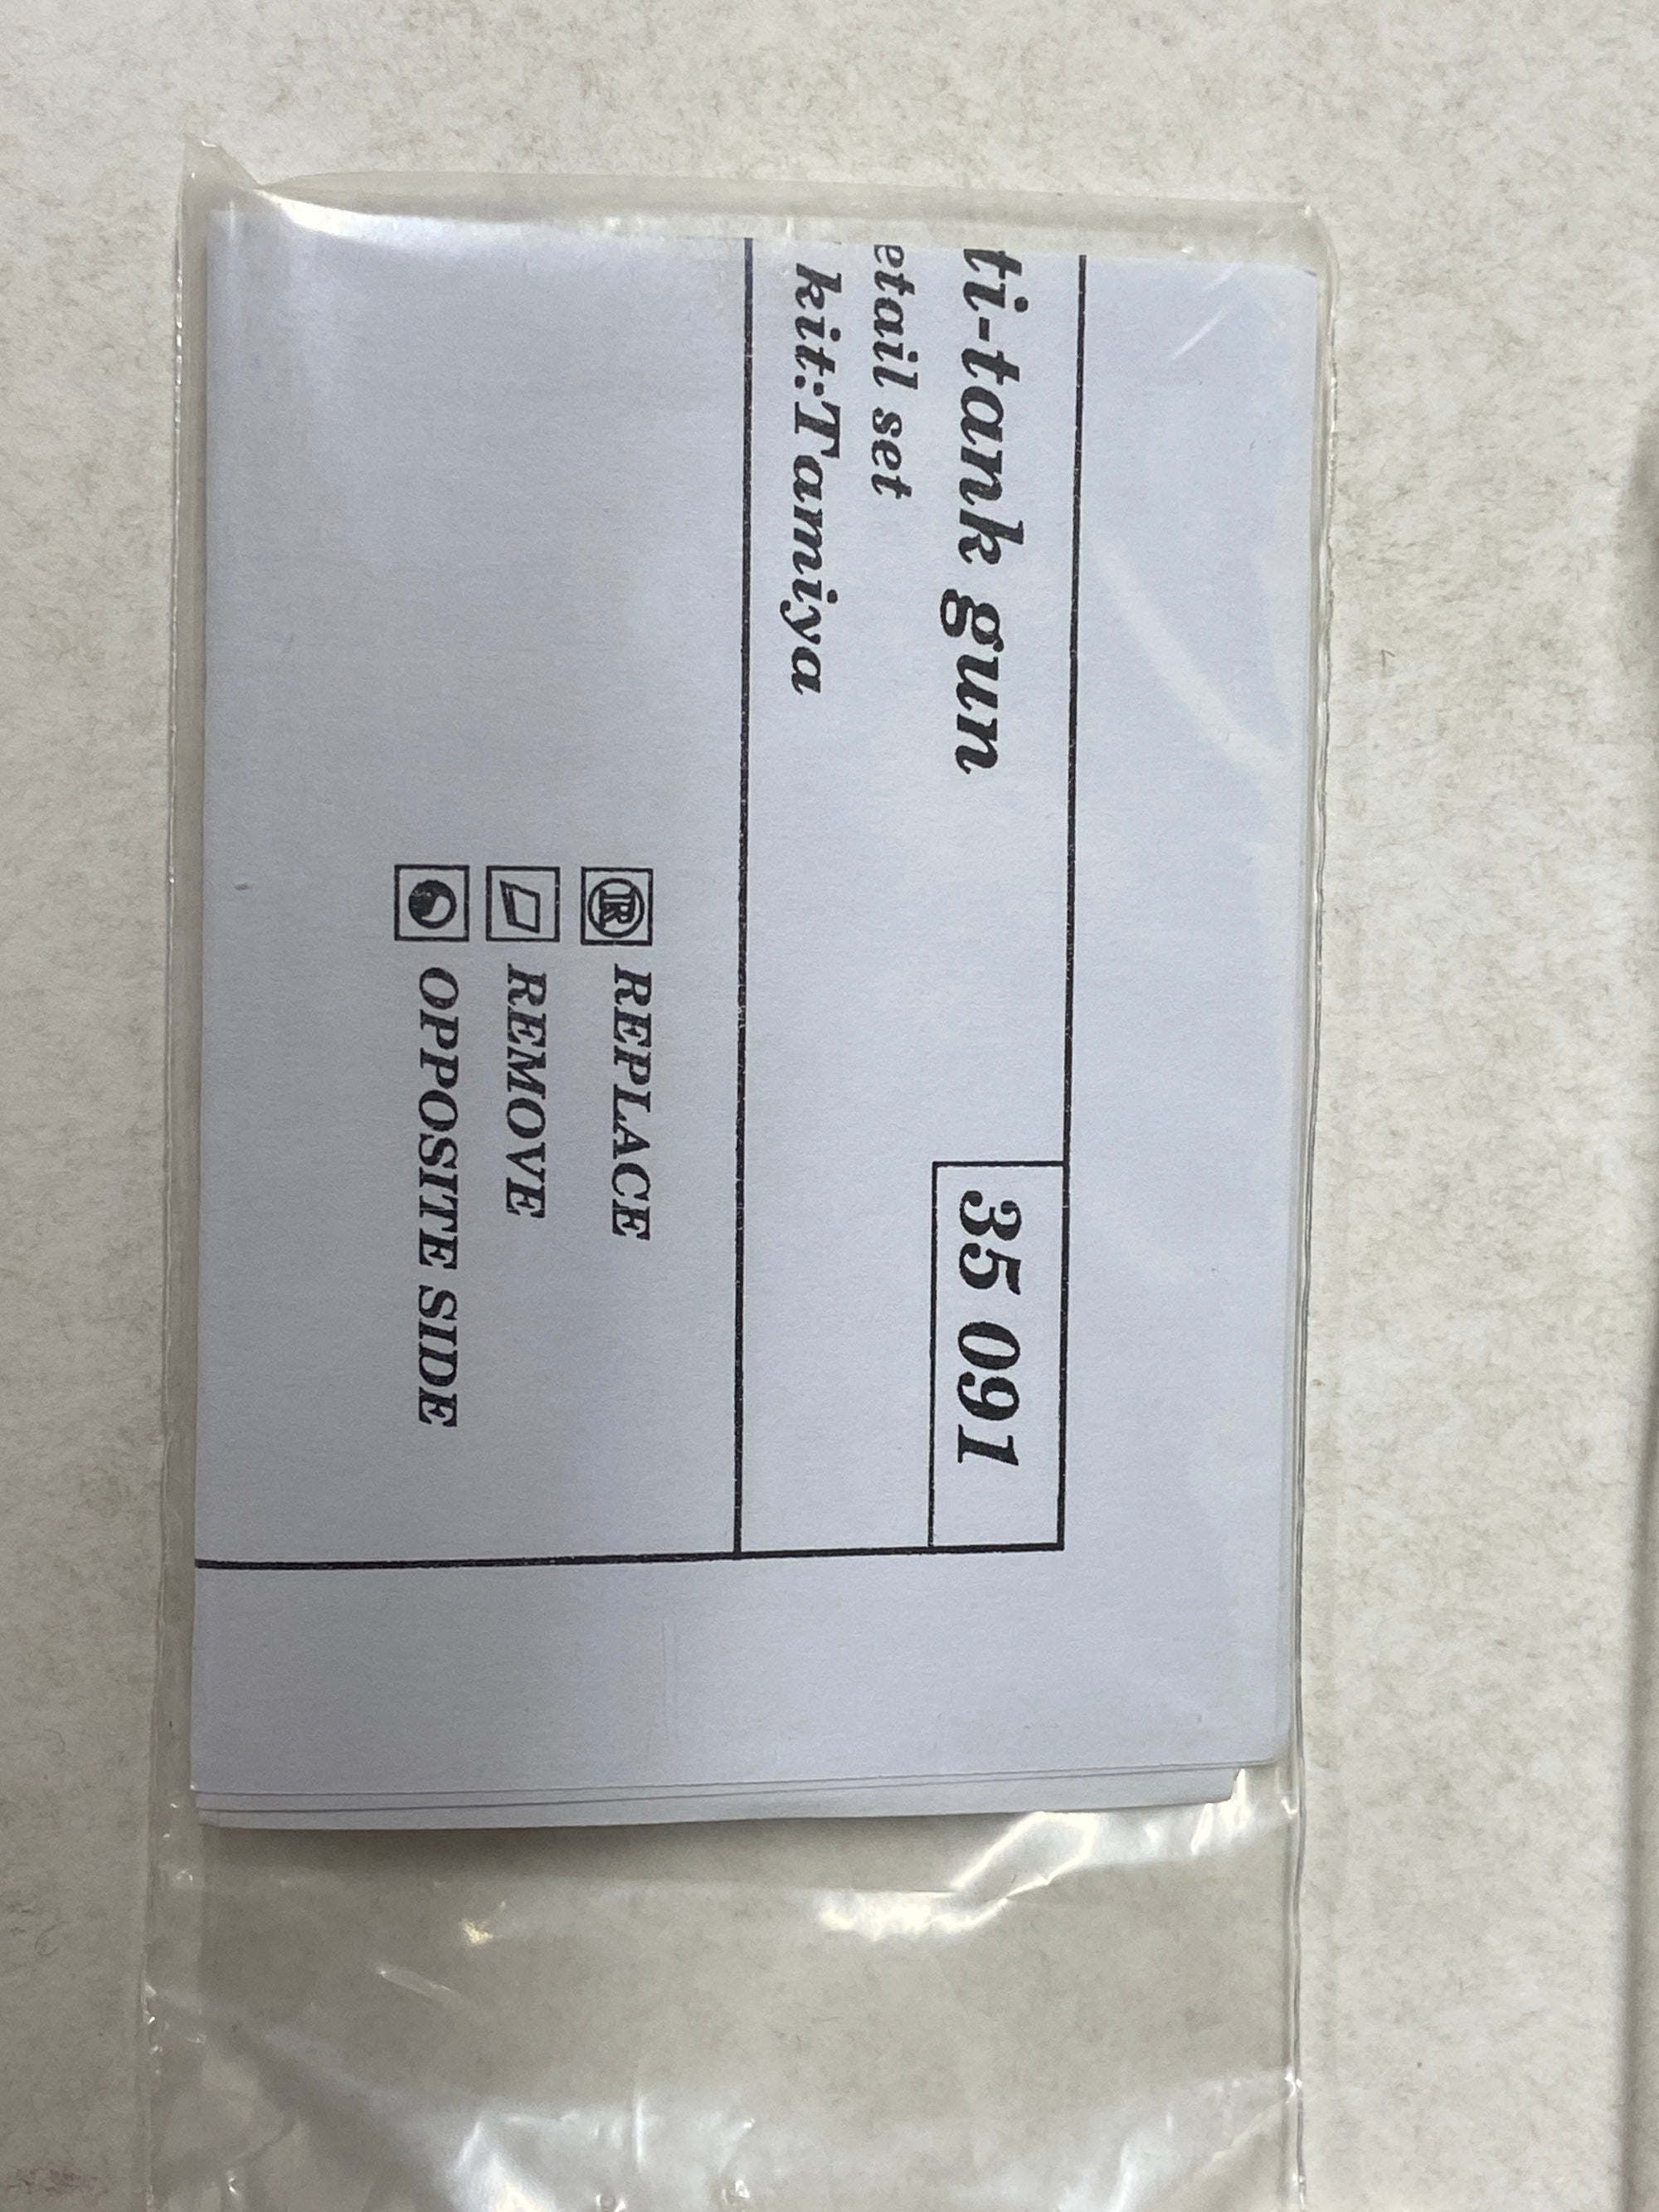 ti-tank gun
35 091
etail set
kit:Tamiya
R REPLACE
REMOVE
OPPOSITE SIDE